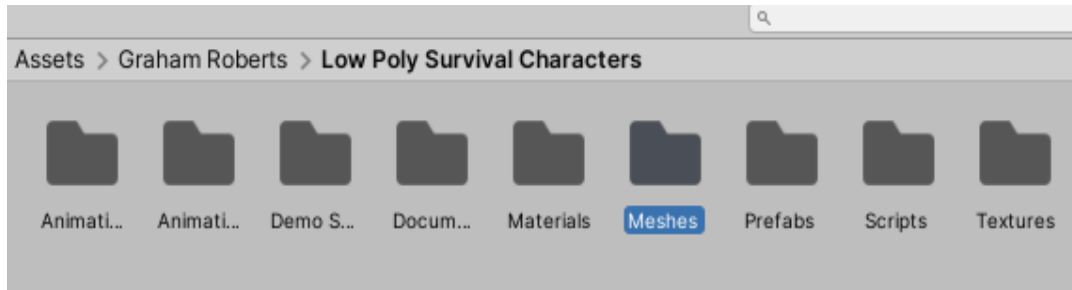 Assets > Graham Roberts > Low Poly Survival Characters
Animati... Animati... Demo S... Docum... Materials Meshes Prefabs Scripts Textures